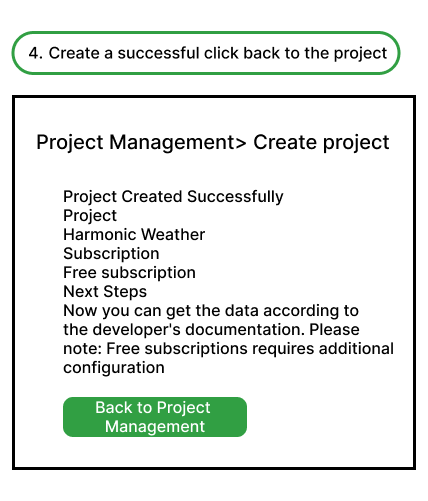 4. Create a successful click back to the project
Project Management> Create project
Project Created Successfully
Project
Harmonic Weather
Subscription
Free subscription
Next Steps
Now you can get the data according to
the developer's documentation. Please
note: Free subscriptions requires additional
configuration
Back to Project
Management